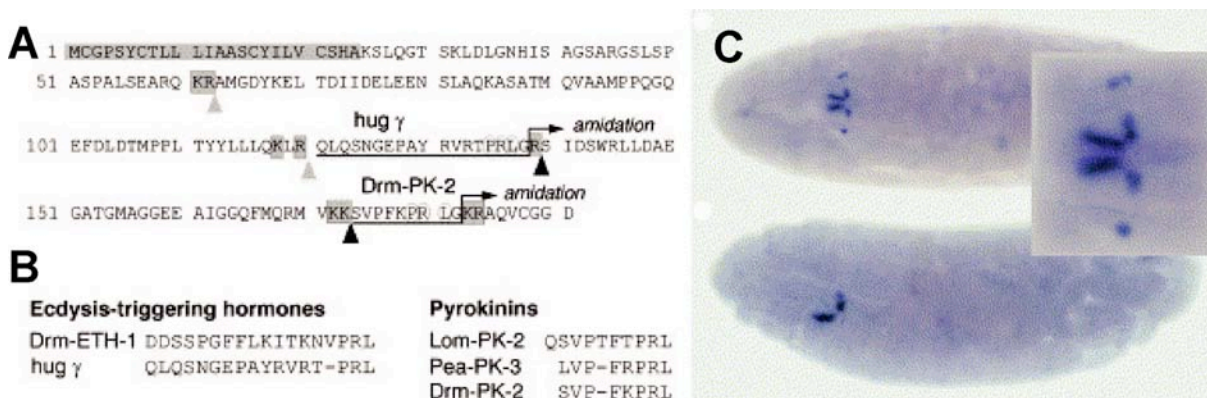 A
1 MCGPSYCTLL LIAASCYILV CSHAKSLQGT SKLDLGNHIS AGSARGSLSP
51 ASPALSEARQ KRAMGDYKEL TDIIDELEEN SLAQKASATM QVAAMPPQGQ
hug γ
amidation
101 EFDLDTMPPL TYYLLLQKLR QLQSNGEPAY RVRTPRLGRS IDSWRLLDAE
Drm-PK-2
amidation
151 GATGMAGGEE AIGGQFMQRM VKKSVPFKPR LGKRAQVCGG D
B
Ecdysis-triggering hormones
Drm-ETH-1 DDSSPGFFLKITKNVPRL
hug γ QLQSNGEPAYRVRT-PRL
Pyrokinins
Lom-PK-2 QSVPTFTPRL
Pea-PK-3 LVP-FRPRL
Drm-PK-2 SVP-FKPRL
C